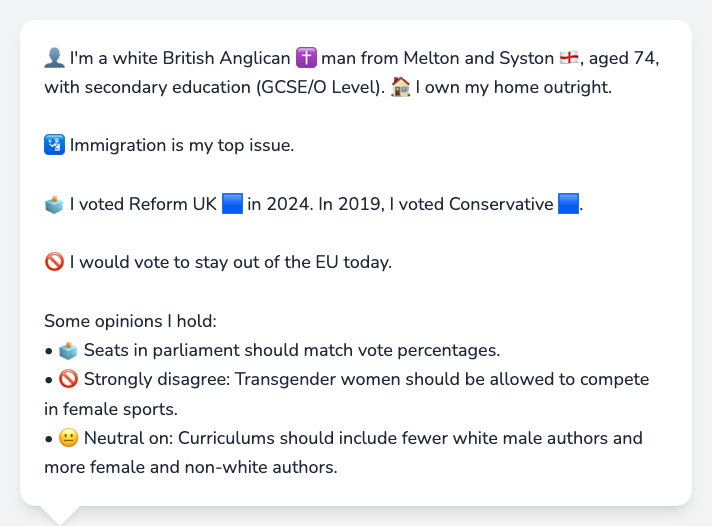 👤 I'm a white British Anglican ✝️ man from Melton and Syston 🏴󠁧󠁢󠁥󠁮󠁧󠁿, aged 74,
with secondary education (GCSE/O Level). 🏠 I own my home outright.
🛂 Immigration is my top issue.
🗳️ I voted Reform UK 🟦 in 2024. In 2019, I voted Conservative 🟦.
🚫 I would vote to stay out of the EU today.
Some opinions I hold:
• 🗳️ Seats in parliament should match vote percentages.
• 🚫 Strongly disagree: Transgender women should be allowed to compete
in female sports.
• 😐 Neutral on: Curriculums should include fewer white male authors and
more female and non-white authors.